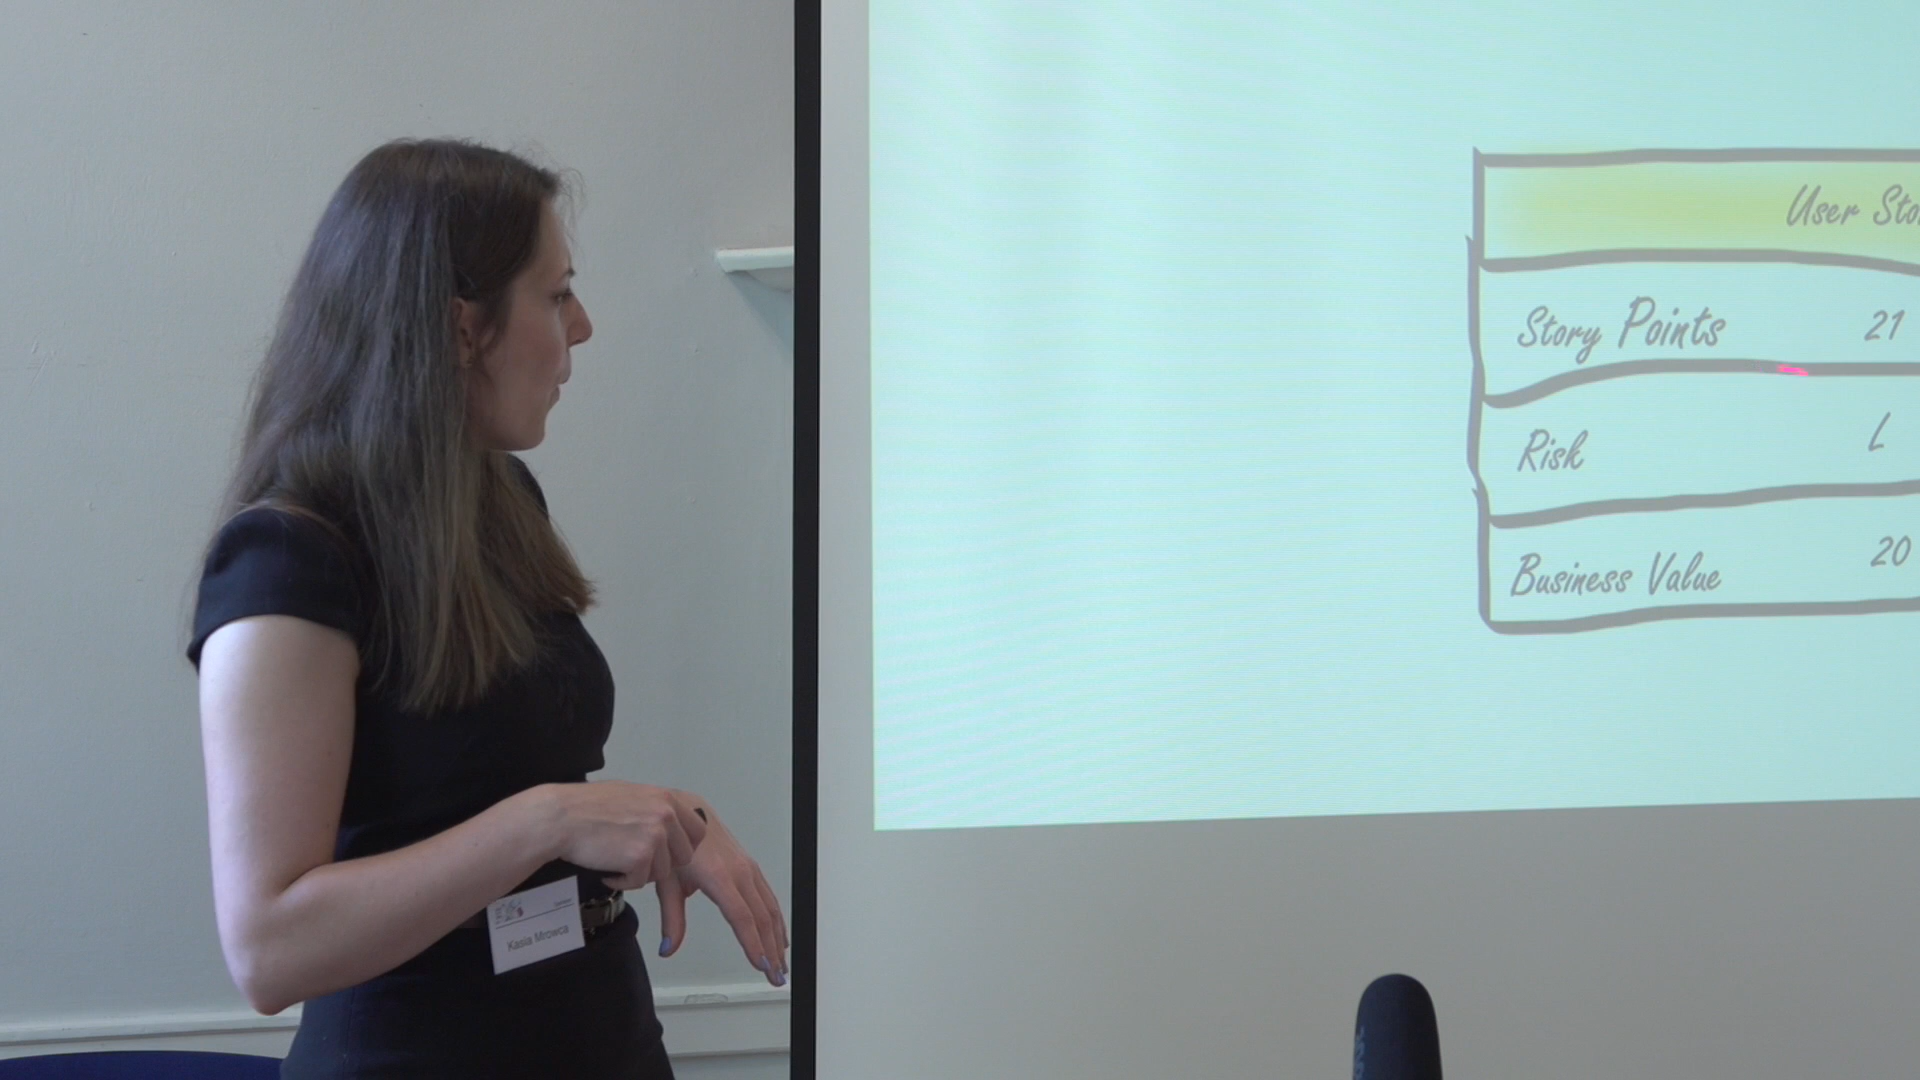 User Sto
Story Points 21
Risk L
Business Value 20
Kasia Mrowca